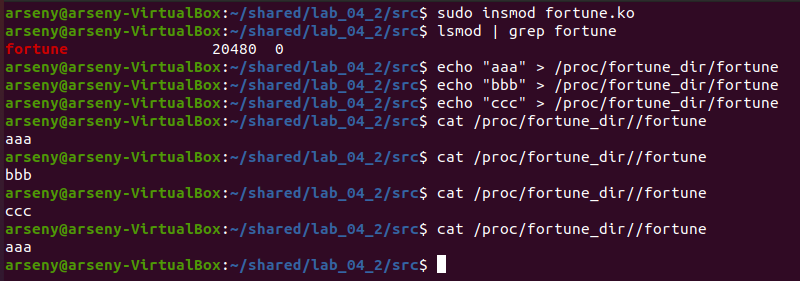 arseny@arseny-VirtualBox:~/shared/lab_04_2/src$ sudo insmod fortune.ko
arseny@arseny-VirtualBox:~/shared/lab_04_2/src$ lsmod | grep fortune
fortune                20480  0
arseny@arseny-VirtualBox:~/shared/lab_04_2/src$ echo "aaa" > /proc/fortune_dir/fortune
arseny@arseny-VirtualBox:~/shared/lab_04_2/src$ echo "bbb" > /proc/fortune_dir/fortune
arseny@arseny-VirtualBox:~/shared/lab_04_2/src$ echo "ccc" > /proc/fortune_dir/fortune
arseny@arseny-VirtualBox:~/shared/lab_04_2/src$ cat /proc/fortune_dir//fortune
aaa
arseny@arseny-VirtualBox:~/shared/lab_04_2/src$ cat /proc/fortune_dir//fortune
bbb
arseny@arseny-VirtualBox:~/shared/lab_04_2/src$ cat /proc/fortune_dir//fortune
ccc
arseny@arseny-VirtualBox:~/shared/lab_04_2/src$ cat /proc/fortune_dir//fortune
aaa
arseny@arseny-VirtualBox:~/shared/lab_04_2/src$